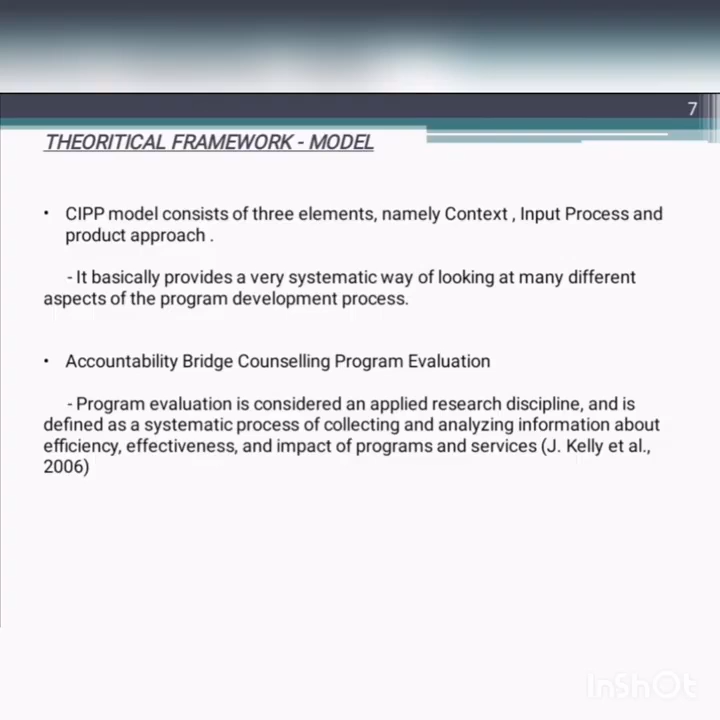 7
THEORITICAL FRAMEWORK - MODEL
• CIPP model consists of three elements, namely Context , Input Process and
product approach .
- It basically provides a very systematic way of looking at many different
aspects of the program development process.
• Accountability Bridge Counselling Program Evaluation
- Program evaluation is considered an applied research discipline, and is
defined as a systematic process of collecting and analyzing information about
efficiency, effectiveness, and impact of programs and services (J. Kelly et al.,
2006)
InShOt